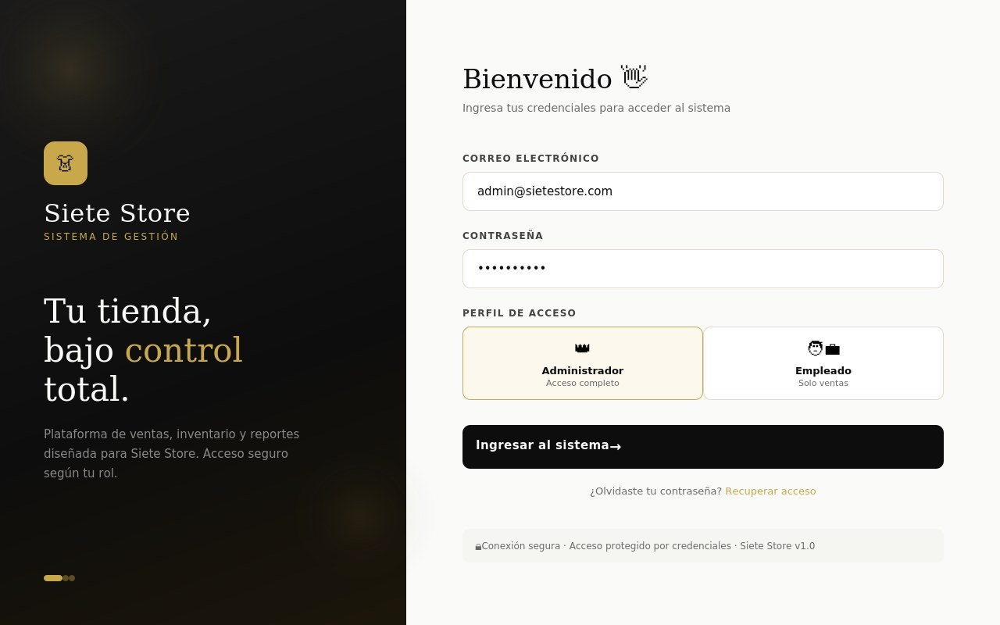 Siete Store
SISTEMA DE GESTIÓN
Tu tienda,
bajo control
total.
Plataforma de ventas, inventario y reportes
diseñada para Siete Store. Acceso seguro
según tu rol.
Bienvenido 👋
Ingresa tus credenciales para acceder al sistema
CORREO ELECTRÓNICO
admin@sietestore.com
CONTRASEÑA
••••••••••
PERFIL DE ACCESO
Administrador
Acceso completo
Empleado
Solo ventas
Ingresar al sistema→
¿Olvidaste tu contraseña? Recuperar acceso
Conexión segura · Acceso protegido por credenciales · Siete Store v1.0